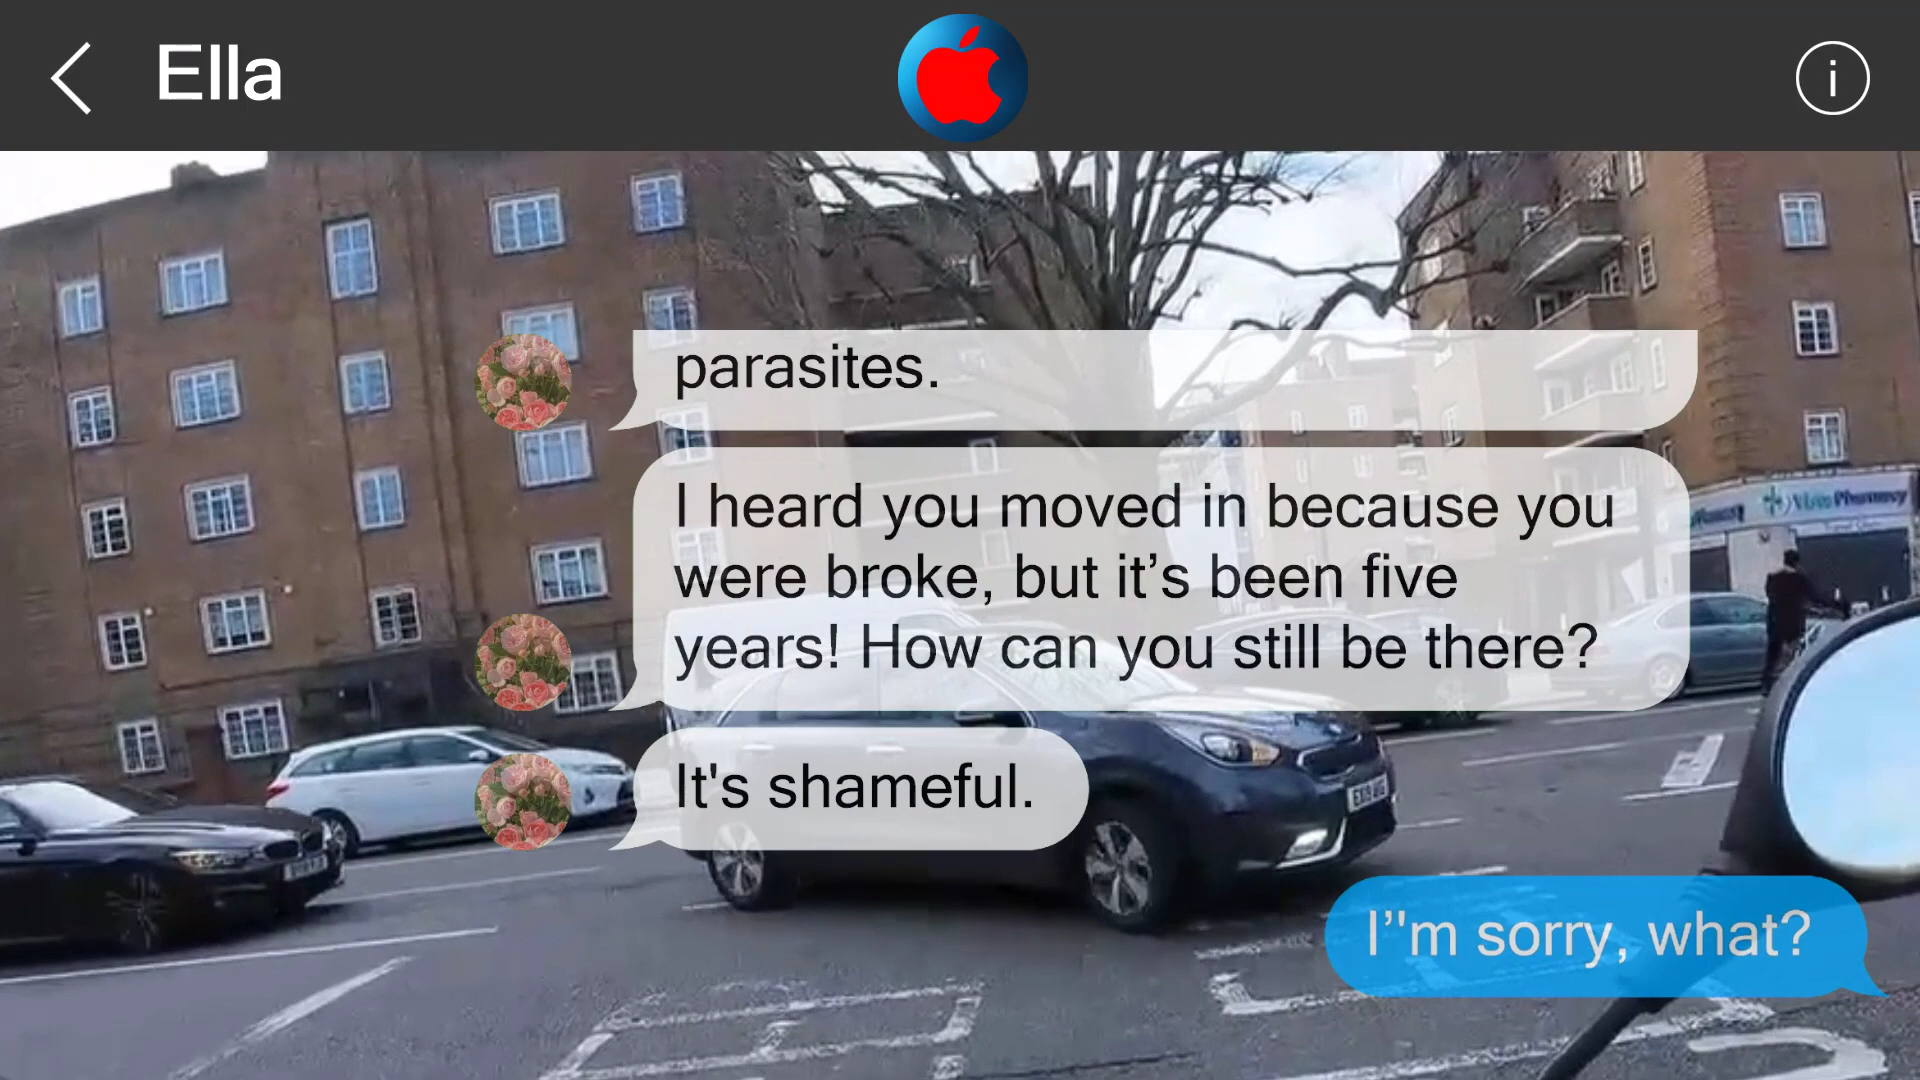 Ella
i
parasites.
I heard you moved in because you
were broke, but it’s been five
years! How can you still be there?
It's shameful.
I’'m sorry, what?
Pharmacy